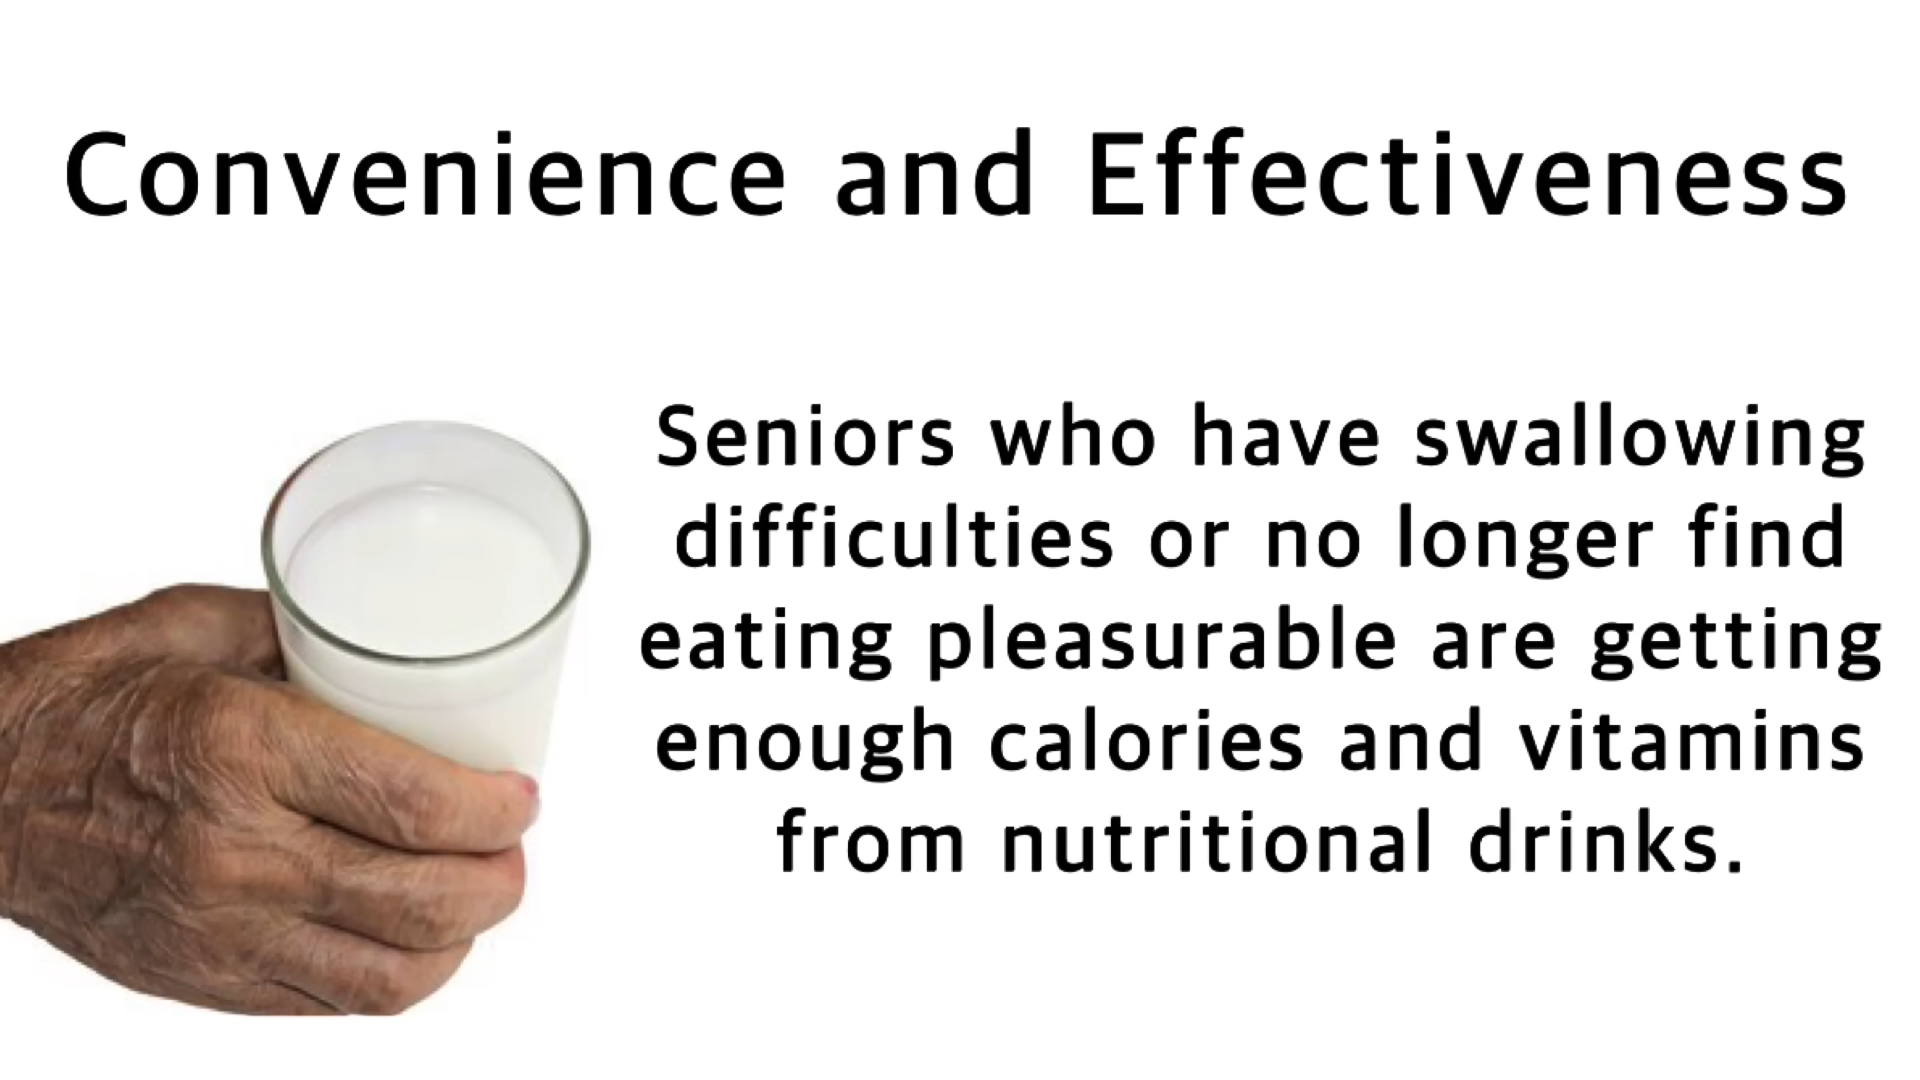 Convenience and Effectiveness
Seniors who have swallowing
difficulties or no longer find
eating pleasurable are getting
enough calories and vitamins
from nutritional drinks.